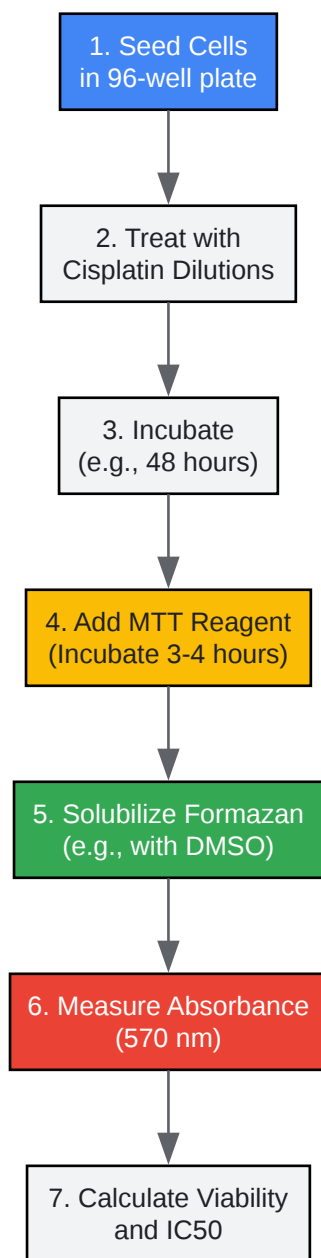 1. Seed Cells
in 96-well plate
2. Treat with
Cisplatin Dilutions
3. Incubate
(e.g., 48 hours)
4. Add MTT Reagent
(Incubate 3-4 hours)
5. Solubilize Formazan
(e.g., with DMSO)
6. Measure Absorbance
(570 nm)
7. Calculate Viability
and IC50